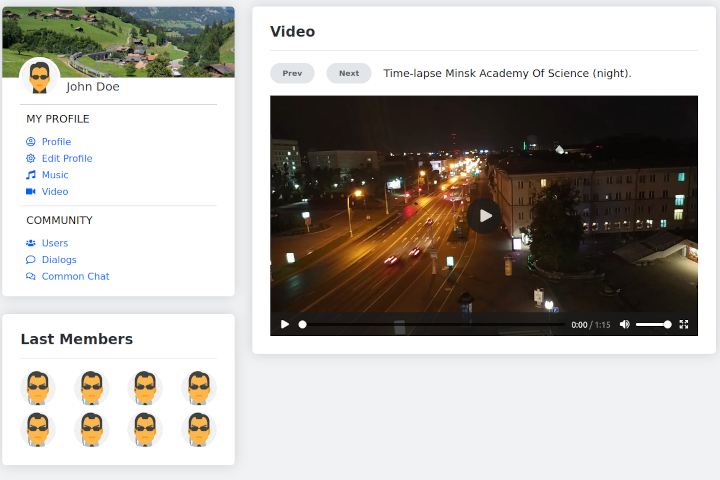 John Doe
MY PROFILE
Profile
Edit Profile
Music
Video
COMMUNITY
Users
Dialogs
Common Chat
Last Members
Video
Prev
Next
Time-lapse Minsk Academy Of Science (night).
0:00 / 1:15